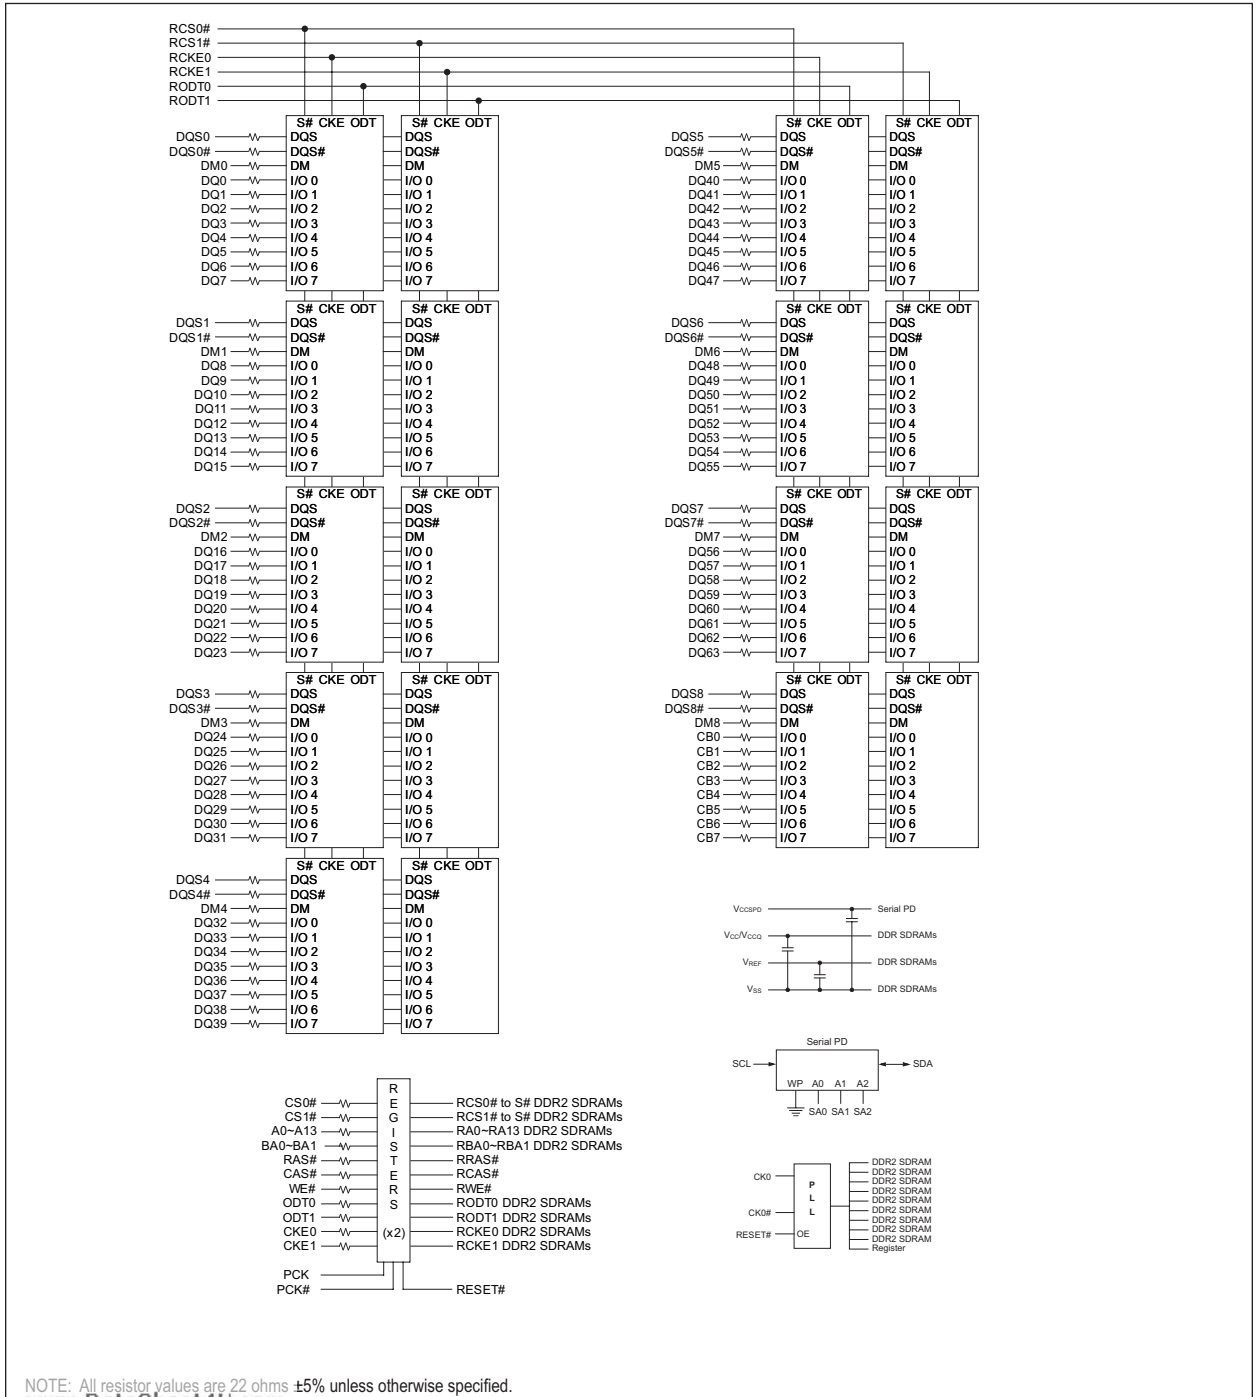 RCS0#
RCS1#
RCKE0
RCKE1
RODT0
RODT1
S# CKE ODT S# CKE ODT
DQS0 DQS DQS
DQS0# DQS# DQS#
DM0 DM DM
DQ0 I/O 0 I/O 0
DQ1 I/O 1 I/O 1
DQ2 I/O 2 I/O 2
DQ3 I/O 3 I/O 3
DQ4 I/O 4 I/O 4
DQ5 I/O 5 I/O 5
DQ6 I/O 6 I/O 6
DQ7 I/O 7 I/O 7
S# CKE ODT S# CKE ODT
DQS1 DQS DQS
DQS1# DQS# DQS#
DM1 DM DM
DQ8 I/O 0 I/O 0
DQ9 I/O 1 I/O 1
DQ10 I/O 2 I/O 2
DQ11 I/O 3 I/O 3
DQ12 I/O 4 I/O 4
DQ13 I/O 5 I/O 5
DQ14 I/O 6 I/O 6
DQ15 I/O 7 I/O 7
S# CKE ODT S# CKE ODT
DQS2 DQS DQS
DQS2# DQS# DQS#
DM2 DM DM
DQ16 I/O 0 I/O 0
DQ17 I/O 1 I/O 1
DQ18 I/O 2 I/O 2
DQ19 I/O 3 I/O 3
DQ20 I/O 4 I/O 4
DQ21 I/O 5 I/O 5
DQ22 I/O 6 I/O 6
DQ23 I/O 7 I/O 7
S# CKE ODT S# CKE ODT
DQS3 DQS DQS
DQS3# DQS# DQS#
DM3 DM DM
DQ24 I/O 0 I/O 0
DQ25 I/O 1 I/O 1
DQ26 I/O 2 I/O 2
DQ27 I/O 3 I/O 3
DQ28 I/O 4 I/O 4
DQ29 I/O 5 I/O 5
DQ30 I/O 6 I/O 6
DQ31 I/O 7 I/O 7
S# CKE ODT S# CKE ODT
DQS4 DQS DQS
DQS4# DQS# DQS#
DM4 DM DM
DQ32 I/O 0 I/O 0
DQ33 I/O 1 I/O 1
DQ34 I/O 2 I/O 2
DQ35 I/O 3 I/O 3
DQ36 I/O 4 I/O 4
DQ37 I/O 5 I/O 5
DQ38 I/O 6 I/O 6
DQ39 I/O 7 I/O 7
S# CKE ODT S# CKE ODT
DQS5 DQS DQS
DQS5# DQS# DQS#
DM5 DM DM
DQ40 I/O 0 I/O 0
DQ41 I/O 1 I/O 1
DQ42 I/O 2 I/O 2
DQ43 I/O 3 I/O 3
DQ44 I/O 4 I/O 4
DQ45 I/O 5 I/O 5
DQ46 I/O 6 I/O 6
DQ47 I/O 7 I/O 7
S# CKE ODT S# CKE ODT
DQS6 DQS DQS
DQS6# DQS# DQS#
DM6 DM DM
DQ48 I/O 0 I/O 0
DQ49 I/O 1 I/O 1
DQ50 I/O 2 I/O 2
DQ51 I/O 3 I/O 3
DQ52 I/O 4 I/O 4
DQ53 I/O 5 I/O 5
DQ54 I/O 6 I/O 6
DQ55 I/O 7 I/O 7
S# CKE ODT S# CKE ODT
DQS7 DQS DQS
DQS7# DQS# DQS#
DM7 DM DM
DQ56 I/O 0 I/O 0
DQ57 I/O 1 I/O 1
DQ58 I/O 2 I/O 2
DQ59 I/O 3 I/O 3
DQ60 I/O 4 I/O 4
DQ61 I/O 5 I/O 5
DQ62 I/O 6 I/O 6
DQ63 I/O 7 I/O 7
S# CKE ODT S# CKE ODT
DQS8 DQS DQS
DQS8# DQS# DQS#
DM8 DM DM
CB0 I/O 0 I/O 0
CB1 I/O 1 I/O 1
CB2 I/O 2 I/O 2
CB3 I/O 3 I/O 3
CB4 I/O 4 I/O 4
CB5 I/O 5 I/O 5
CB6 I/O 6 I/O 6
CB7 I/O 7 I/O 7
VCCSPD Serial PD
VCC/VCCQ DDR SDRAMs
VREF DDR SDRAMs
VSS DDR SDRAMs
Serial PD
SCL SDA
WP A0 A1 A2
SA0 SA1 SA2
R
CS0# E RCS0# to S# DDR2 SDRAMs
CS1# G RCS1# to S# DDR2 SDRAMs
A0~A13 I RA0~RA13 DDR2 SDRAMs
BA0~BA1 S RBA0~RBA1 DDR2 SDRAMs
RAS# T RRAS#
CAS# E RCAS#
WE# R RWE#
ODT0 S RODT0 DDR2 SDRAMs
ODT1 RODT1 DDR2 SDRAMs
CKE0 (x2) RCKE0 DDR2 SDRAMs
CKE1 RCKE1 DDR2 SDRAMs
PCK
PCK# RESET#
DDR2 SDRAM
DDR2 SDRAM
CK0 DDR2 SDRAM
P DDR2 SDRAM
L DDR2 SDRAM
CK0# L DDR2 SDRAM
DDR2 SDRAM
RESET# OE DDR2 SDRAM
DDR2 SDRAM
Register
NOTE: All resistor values are 22 ohms ±5% unless otherwise specified.